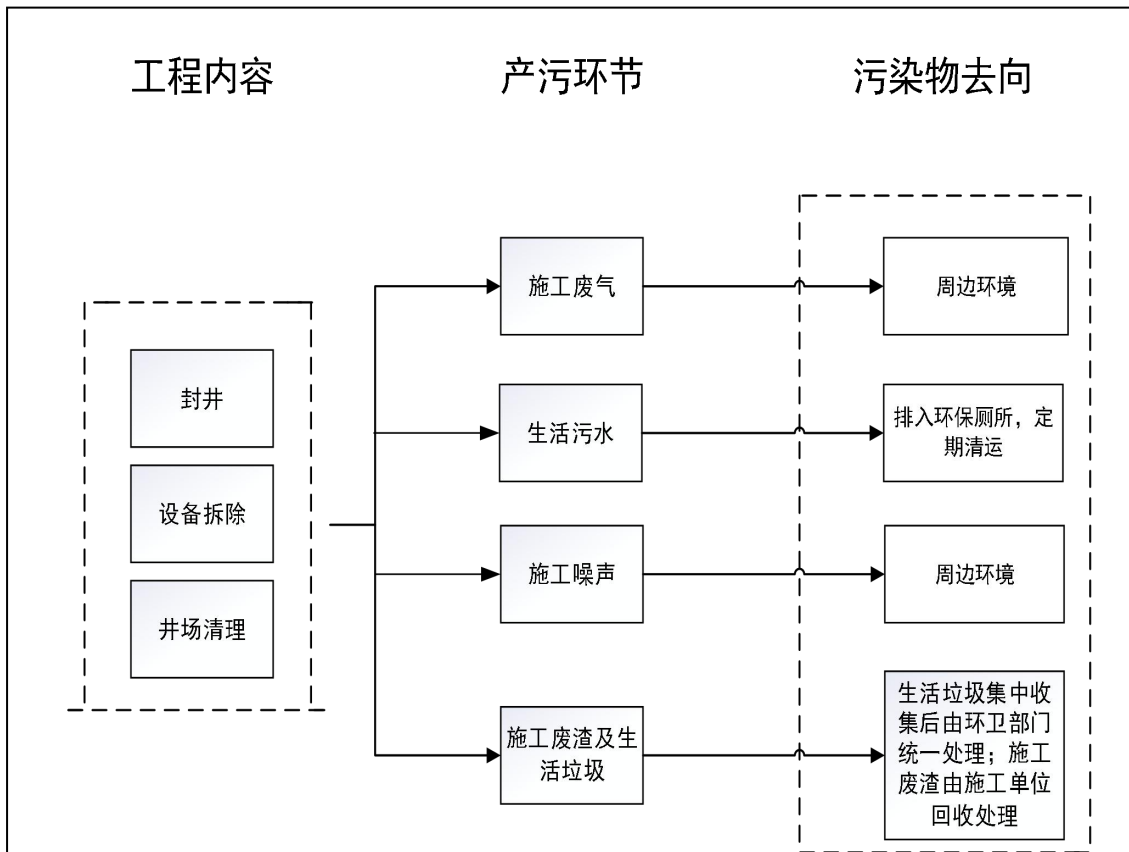 工程内容
产污环节
污染物去向
封井
设备拆除
井场清理
施工废气
周边环境
生活污水
排入环保厕所，定
期清运
施工噪声
周边环境
施工废渣及生
活垃圾
生活垃圾集中收
集后由环卫部门
统一处理；施工
废渣由施工单位
回收处理